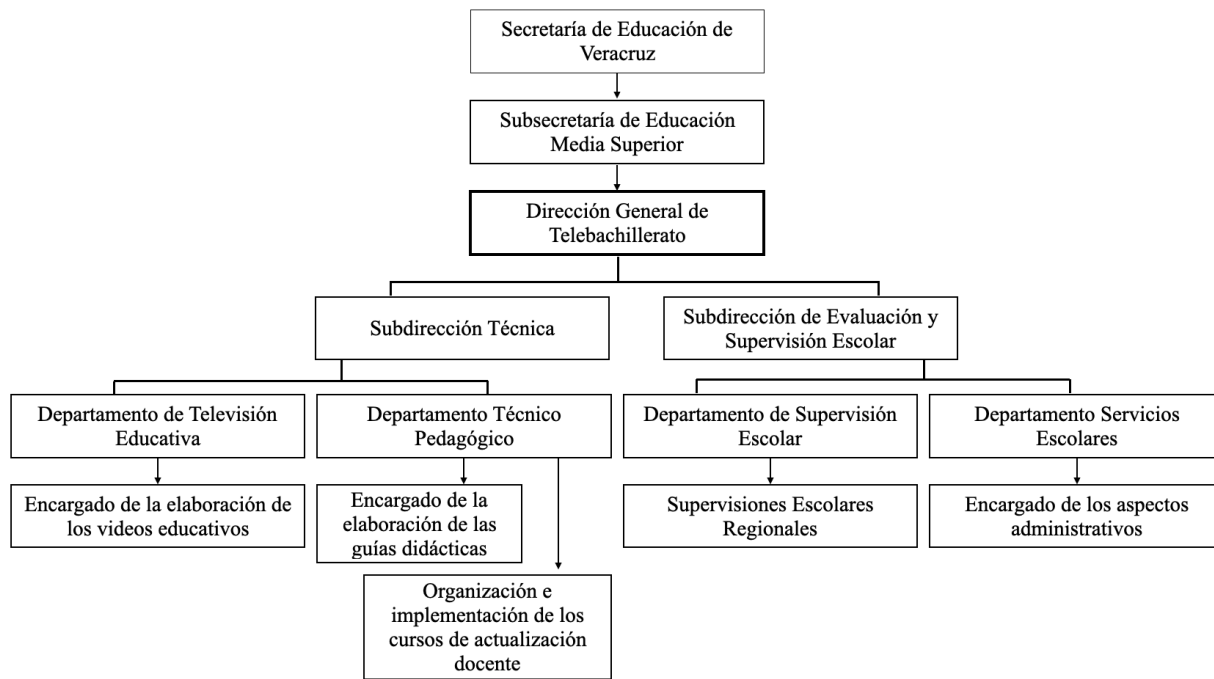 Secretaría de Educación de
Veracruz
Subsecretaría de Educación
Media Superior
Dirección General de
Telebachillerato
Subdirección Técnica
Subdirección de Evaluación y
Supervisión Escolar
Departamento de Televisión
Educativa
Departamento Técnico
Pedagógico
Departamento de Supervisión
Escolar
Departamento Servicios
Escolares
Encargado de la elaboración de
los videos educativos
Encargado de la
elaboración de las
guías didácticas
Supervisiones Escolares
Regionales
Encargado de los aspectos
administrativos
Organización e
implementación de los
cursos de actualización
docente